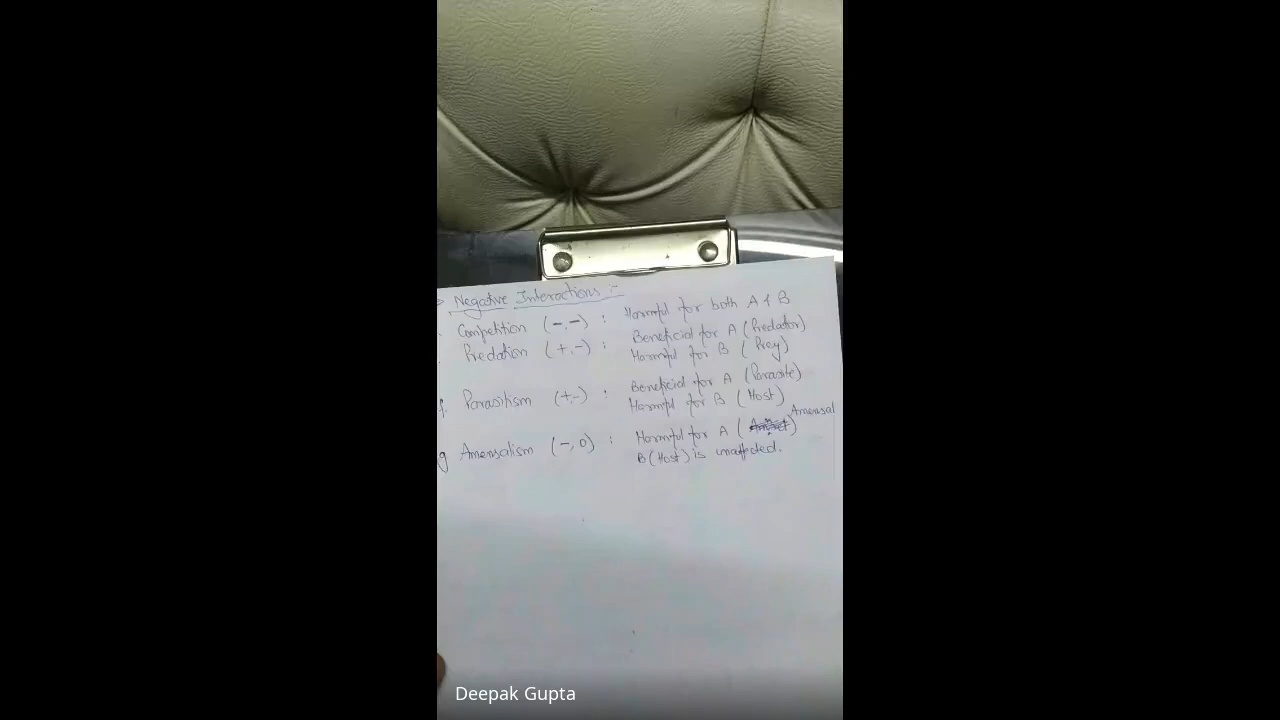 > Negative Interactions :-
Competition (-,-) : Harmful for both A & B
Predation (+,-) : Beneficial for A (Predator)
Harmful for B (Prey)
f. Parasitism (+,-) : Beneficial for A (Parasite)
Harmful for B (Host)
g Amensalism (-,0) : Harmful for A ( ) Amensal
B (Host) is unaffected.
Deepak Gupta